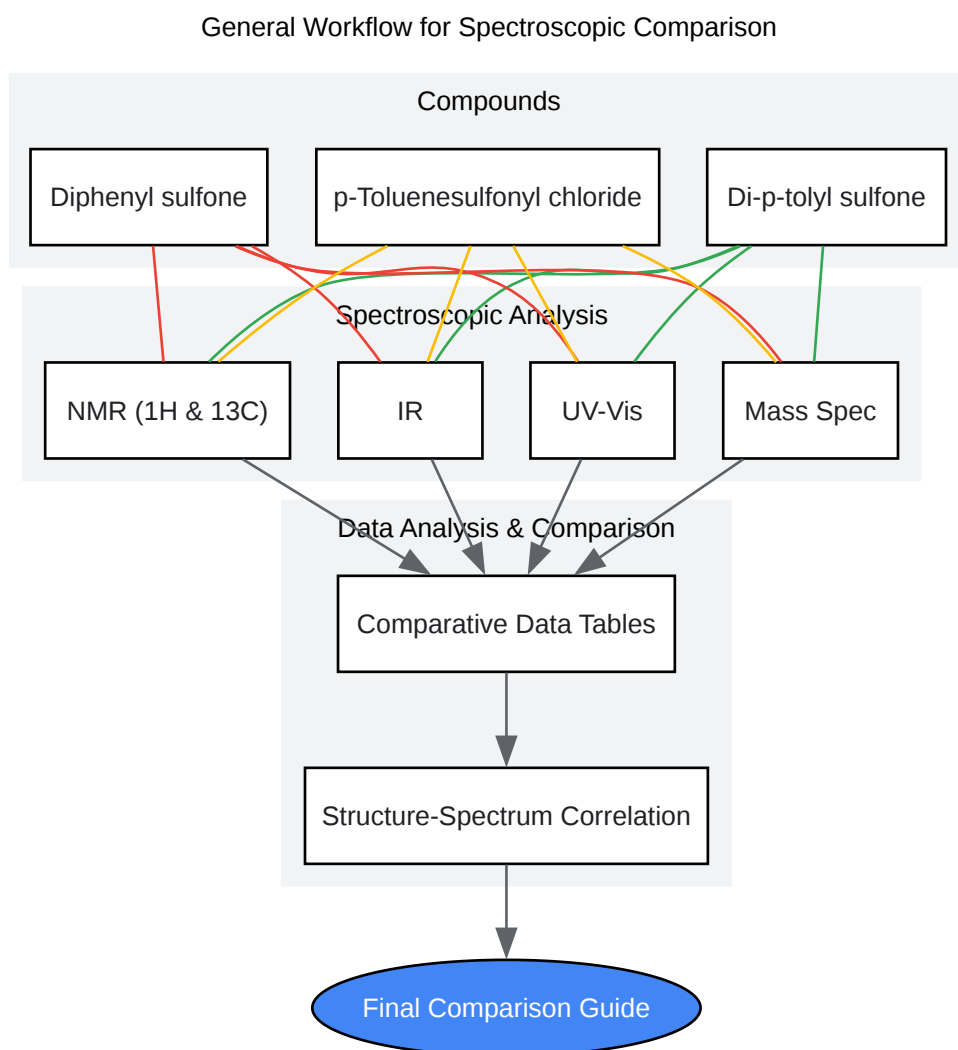 General Workflow for Spectroscopic Comparison
Compounds
Diphenyl sulfone
p-Toluenesulfonyl chloride
Di-p-tolyl sulfone
Spectroscopic Analysis
NMR (1H & 13C)
IR
UV-Vis
Mass Spec
Data Analysis & Comparison
Comparative Data Tables
Structure-Spectrum Correlation
Final Comparison Guide